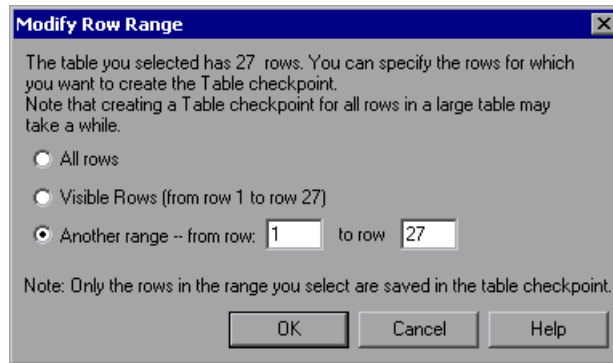 Modify Row Range
The table you selected has 27 rows. You can specify the rows for which
you want to create the Table checkpoint.
Note that creating a Table checkpoint for all rows in a large table may
take a while.
All rows
Visible Rows (from row 1 to row 27)
Another range -- from row: 1 to row 27
Note: Only the rows in the range you select are saved in the table checkpoint.
OK Cancel Help